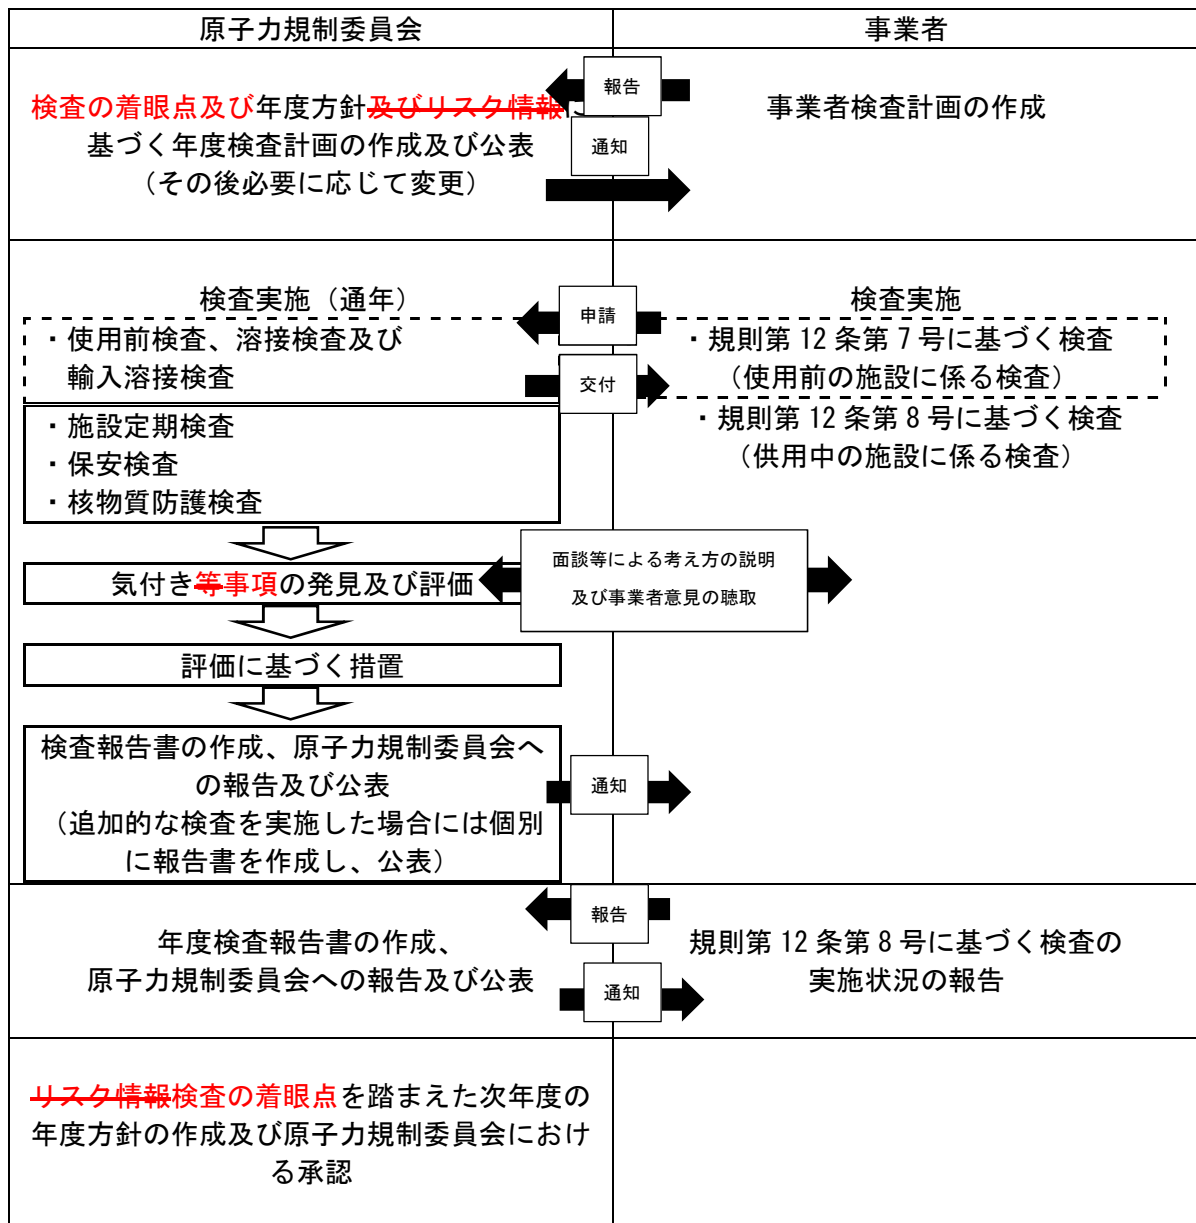 原子力規制委員会
事業者
検査の着眼点及び年度方針及びリスク情報に
基づく年度検査計画の作成及び公表
（その後必要に応じて変更）
報告
通知
事業者検査計画の作成
検査実施（通年）
・使用前検査、溶接検査及び
輸入溶接検査
・施設定期検査
・保安検査
・核物質防護検査
申請
交付
検査実施
・規則第12条第7号に基づく検査
（使用前の施設に係る検査）
・規則第12条第8号に基づく検査
（供用中の施設に係る検査）
気付き等事項の発見及び評価
面談等による考え方の説明
及び事業者意見の聴取
評価に基づく措置
検査報告書の作成、原子力規制委員会へ
の報告及び公表
（追加的な検査を実施した場合には個別
に報告書を作成し、公表）
通知
年度検査報告書の作成、
原子力規制委員会への報告及び公表
報告
通知
規則第12条第8号に基づく検査の
実施状況の報告
リスク情報検査の着眼点を踏まえた次年度の
年度方針の作成及び原子力規制委員会におけ
る承認